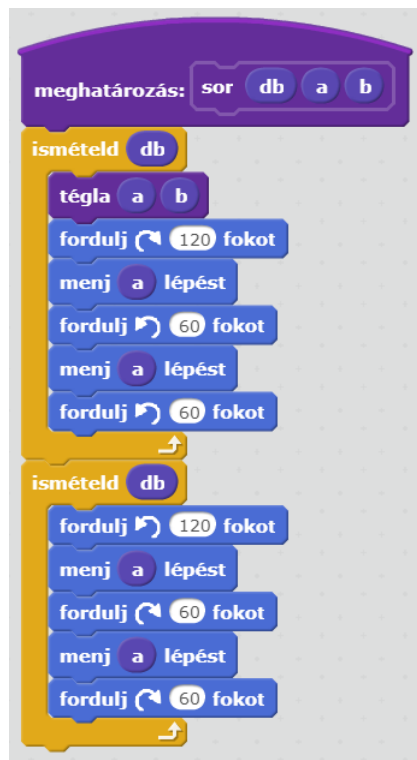 meghatározás: sor db a b
ismételd db
tégla a b
fordulj 120 fokot
menj a lépést
fordulj 60 fokot
menj a lépést
fordulj 60 fokot
ismételd db
fordulj 120 fokot
menj a lépést
fordulj 60 fokot
menj a lépést
fordulj 60 fokot